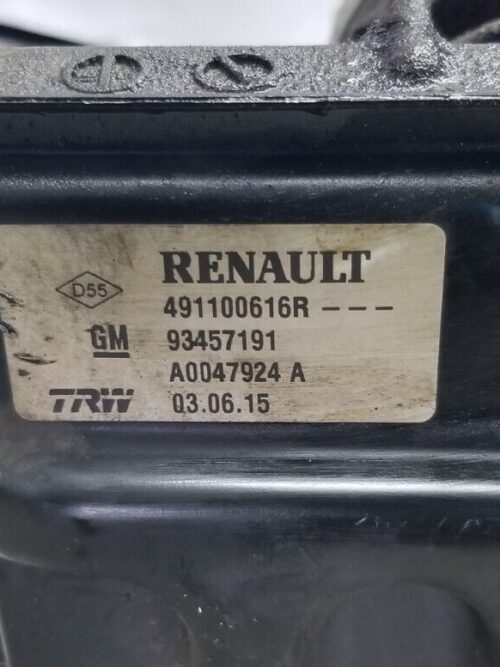 RENAULT
D55
491100616R ---
GM 93457191
A0047924 A
TRW 03.06.15